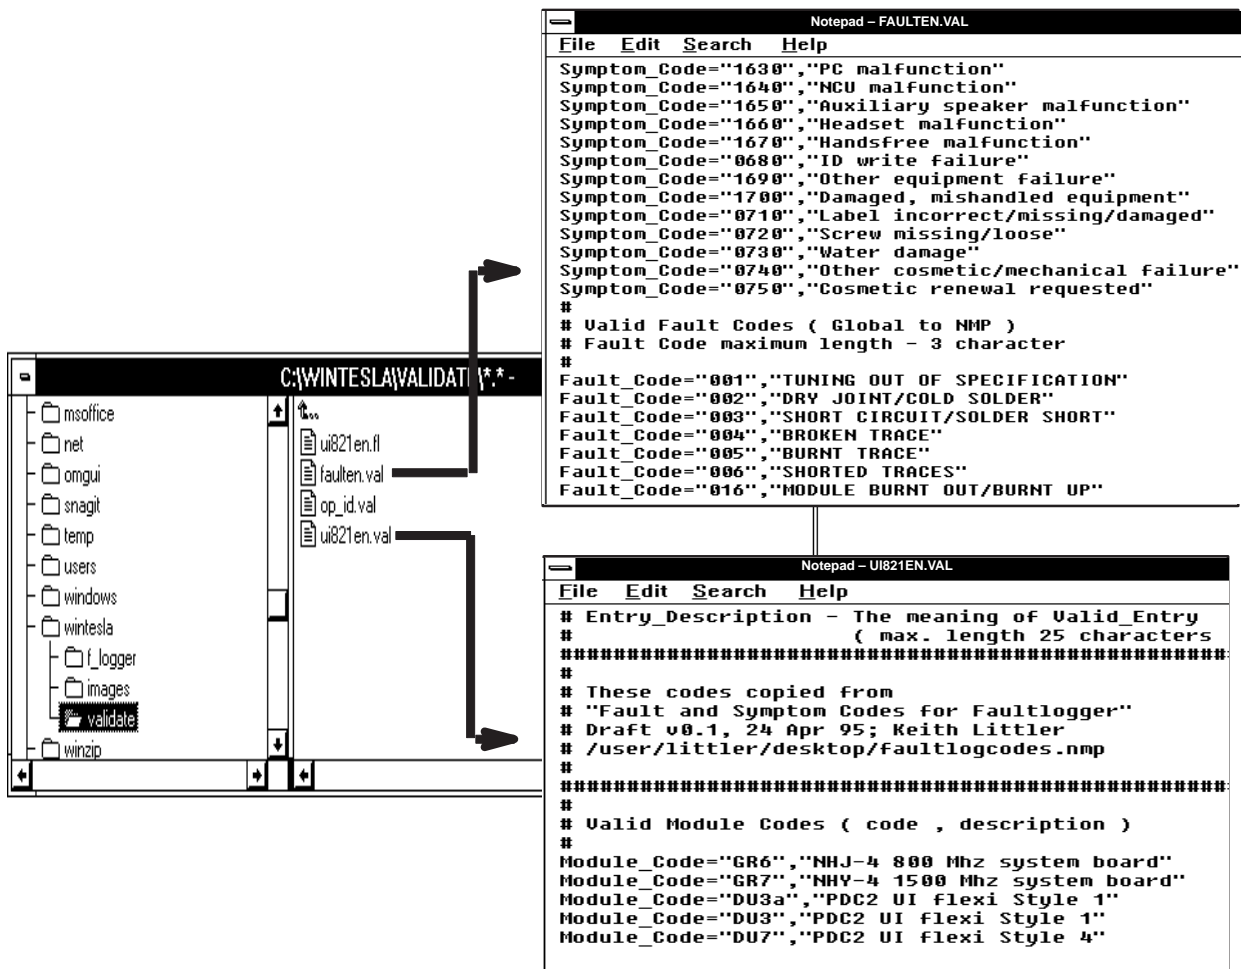 Notepad – FAULTEN.VAL
File Edit Search Help
Symptom_Code="1630","PC malfunction"
Symptom_Code="1640","NCU malfunction"
Symptom_Code="1650","Auxiliary speaker malfunction"
Symptom_Code="1660","Headset malfunction"
Symptom_Code="1670","Handsfree malfunction"
Symptom_Code="0680","ID write failure"
Symptom_Code="1690","Other equipment failure"
Symptom_Code="1700","Damaged, mishandled equipment"
Symptom_Code="0710","Label incorrect/missing/damaged"
Symptom_Code="0720","Screw missing/loose"
Symptom_Code="0730","Water damage"
Symptom_Code="0740","Other cosmetic/mechanical failure"
Symptom_Code="0750","Cosmetic renewal requested"
#
# Valid Fault Codes ( Global to NMP )
# Fault Code maximum length - 3 character
#
Fault_Code="001","TUNING OUT OF SPECIFICATION"
Fault_Code="002","DRY JOINT/COLD SOLDER"
Fault_Code="003","SHORT CIRCUIT/SOLDER SHORT"
Fault_Code="004","BROKEN TRACE"
Fault_Code="005","BURNT TRACE"
Fault_Code="006","SHORTED TRACES"
Fault_Code="016","MODULE BURNT OUT/BURNT UP"
C:\WINTESLA\VALIDATE\*.* -
msoffice
net
omgui
snagit
temp
users
windows
wintesla
f_logger
images
validate
winzip
..
ui821en.fl
faulten.val
op_id.val
ui821en.val
Notepad – UI821EN.VAL
File Edit Search Help
# Entry_Description - The meaning of Valid_Entry
# ( max. length 25 characters
######################################################
#
# These codes copied from
# "Fault and Symptom Codes for Faultlogger"
# Draft v0.1, 24 Apr 95; Keith Littler
# /user/littler/desktop/faultlogcodes.nmp
#
######################################################
#
# Valid Module Codes ( code , description )
#
Module_Code="GR6","NHJ-4 800 Mhz system board"
Module_Code="GR7","NHY-4 1500 Mhz system board"
Module_Code="DU3a","PDC2 UI flexi Style 1"
Module_Code="DU3","PDC2 UI flexi Style 1"
Module_Code="DU7","PDC2 UI flexi Style 4"